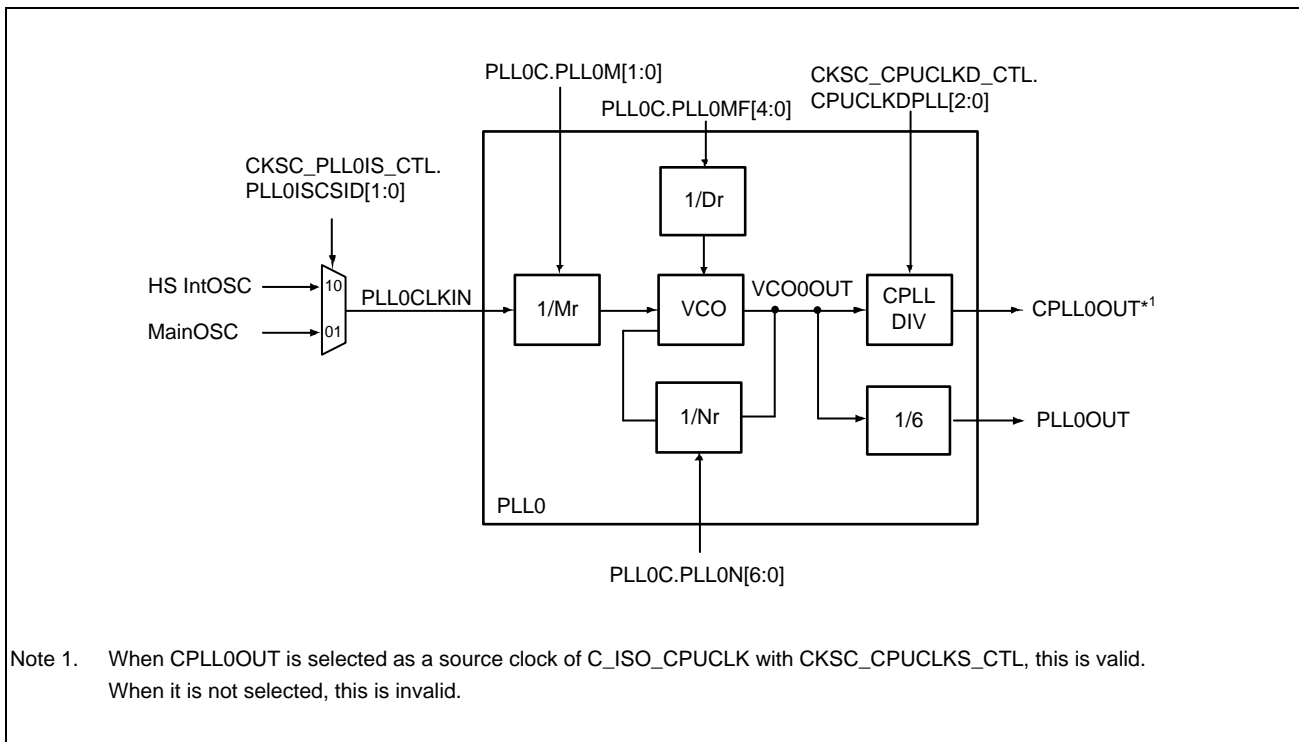 PLL0C.PLL0M[1:0]
CKSC_CPUCLKD_CTL.
CPUCLKDPLL[2:0]
PLL0C.PLL0MF[4:0]
CKSC_PLL0IS_CTL.
PLL0ISCSID[1:0]
1/Dr
HS IntOSC
10
PLL0CLKIN
1/Mr
VCO
VCO0OUT
CPLL
DIV
CPLL0OUT*1
MainOSC
01
1/Nr
1/6
PLL0OUT
PLL0
PLL0C.PLL0N[6:0]
Note 1. When CPLL0OUT is selected as a source clock of C_ISO_CPUCLK with CKSC_CPUCLKS_CTL, this is valid.
When it is not selected, this is invalid.